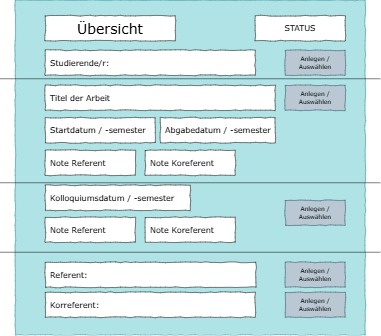 Übersicht
STATUS
Studierende/r:
Anlegen /
Auswählen
Titel der Arbeit
Anlegen /
Auswählen
Startdatum / -semester
Abgabedatum / -semester
Note Referent
Note Koreferent
Kolloquiumsdatum / -semester
Anlegen /
Auswählen
Note Referent
Note Koreferent
Referent:
Anlegen /
Auswählen
Korreferent:
Anlegen /
Auswählen